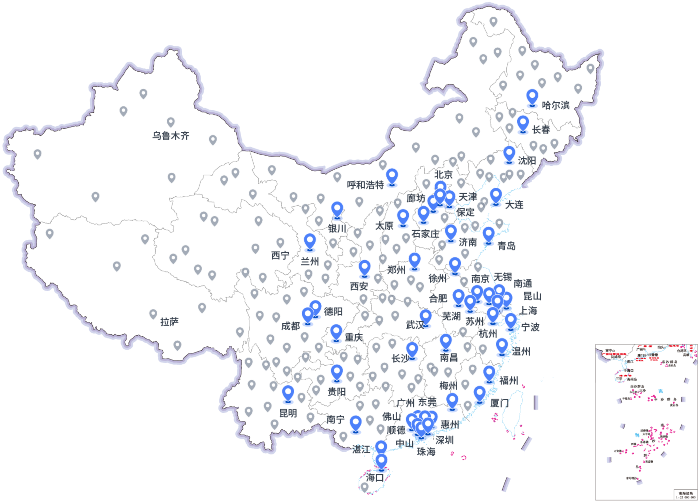 哈尔滨
长春
乌鲁木齐
沈阳
北京
呼和浩特
廊坊
天津
大连
保定
银川
太原
石家庄
济南
青岛
西宁
兰州
郑州
徐州
西安
南京
无锡
南通
合肥
昆山
德阳
上海
拉萨
芜湖
苏州
成都
武汉
宁波
重庆
杭州
温州
长沙
南昌
福州
梅州
贵阳
广州
东莞
厦门
昆明
南宁
佛山
惠州
顺德
深圳
中山
湛江
珠海
海口